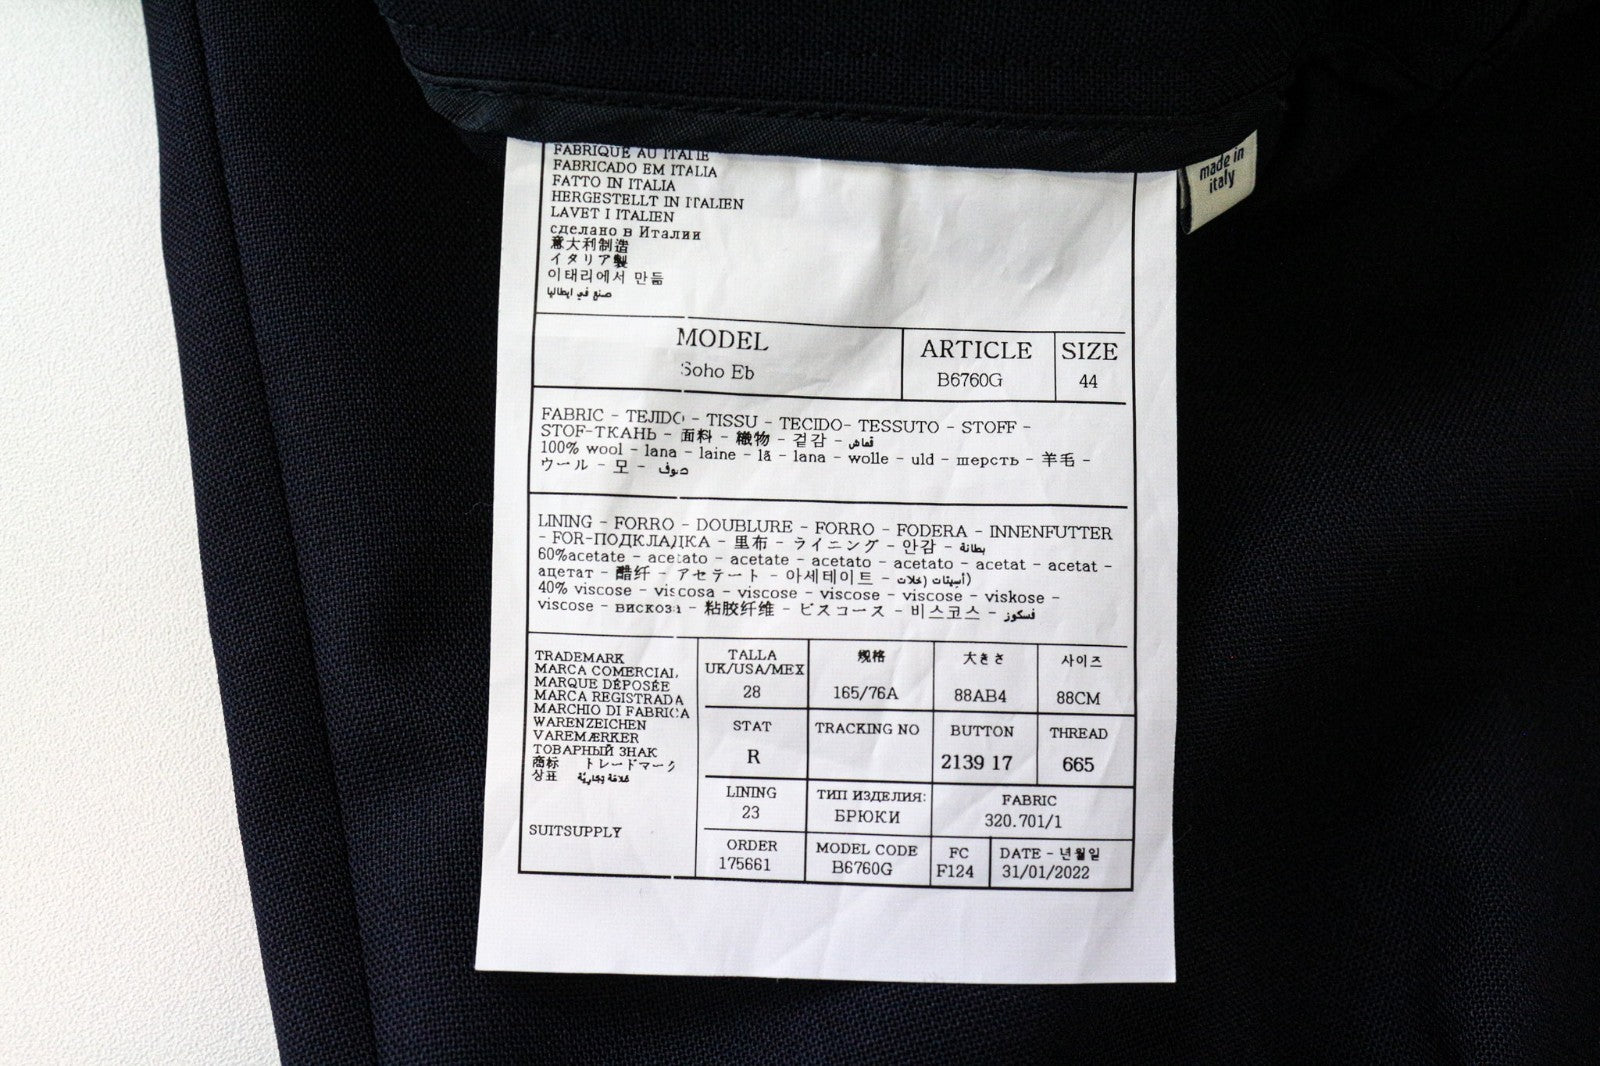 made in
italy
FABRIQUÉ AU ITALIE
FABRICADO EM ITALIA
FATTO IN ITALIA
HERGESTELLT IN ITALIEN
LAVET I ITALIEN
сделано в Италии
意大利制造
イタリア製
이태리에서 만듦
صنع في ايطاليا
MODEL
Soho Eb
ARTICLE
B6760G
SIZE
44
FABRIC - TEJIDO - TISSU - TECIDO- TESSUTO - STOFF -
STOF-ТКАНЬ - 面料 - 織物 - 겉감 - قماش
100% wool - lana - laine - lã - lana - wolle - uld - шерсть - 羊毛 -
ウール - 모 - صوف
LINING - FORRO - DOUBLURE - FORRO - FODERA - INNENFUTTER
- FOR-ПОДКЛАДКА - 里布 - ライニング - 안감 - بطانة
60%acetate - acetato - acetate - acetato - acetato - acetat - acetat -
ацетат - 醋纤 - アセテート - 아세테이트 -
40% viscose - viscosa - viscose - viscose - viscose - viskose -
viscose - вискоза - 粘胶纤维 - ビスコース - 비스코스 - فسكوز
TRADEMARK
MARCA COMERCIAL
MARQUE DÉPOSÉE
MARCA REGISTRADA
MARCHIO DI FABRICA
WARENZEICHEN
VAREMÆRKER
ТОВАРНЫЙ ЗНАК
商标 トレードマーク
상표 علامة تجارية
SUITSUPPLY
TALLA
UK/USA/MEX
28
规格
165/76A
大きさ
88AB4
사이즈
88CM
STAT
R
TRACKING NO
BUTTON
2139 17
THREAD
665
LINING
23
ТИП ИЗДЕЛИЯ:
БРЮКИ
FABRIC
320.701/1
ORDER
175661
MODEL CODE
B6760G
FC
F124
DATE - 년월일
31/01/2022